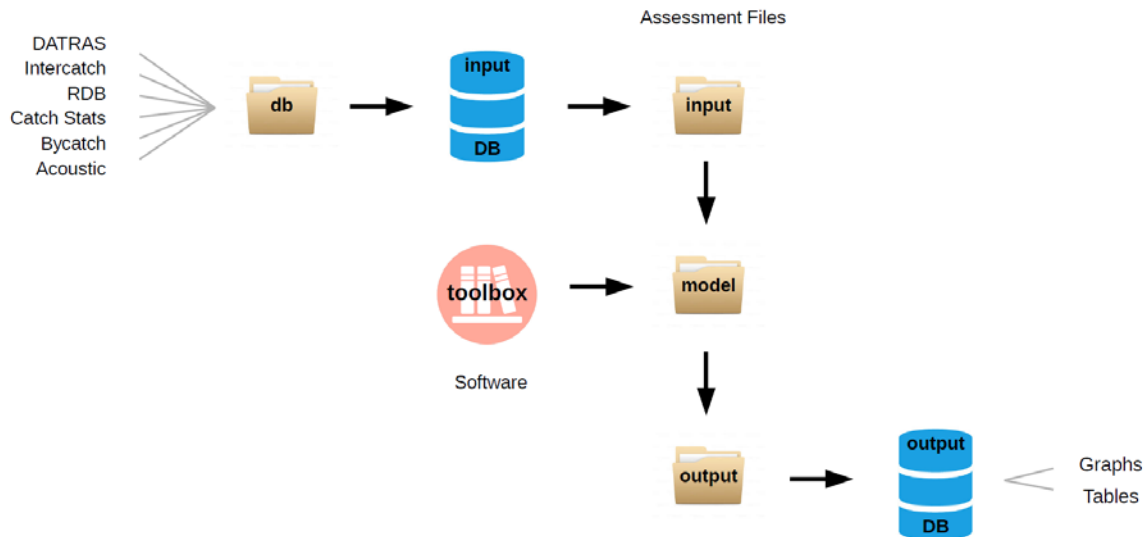 Assessment Files
DATRAS
Intercatch
RDB
Catch Stats
Bycatch
Acoustic
db
input
DB
input
toolbox
model
Software
output
output
DB
Graphs
Tables